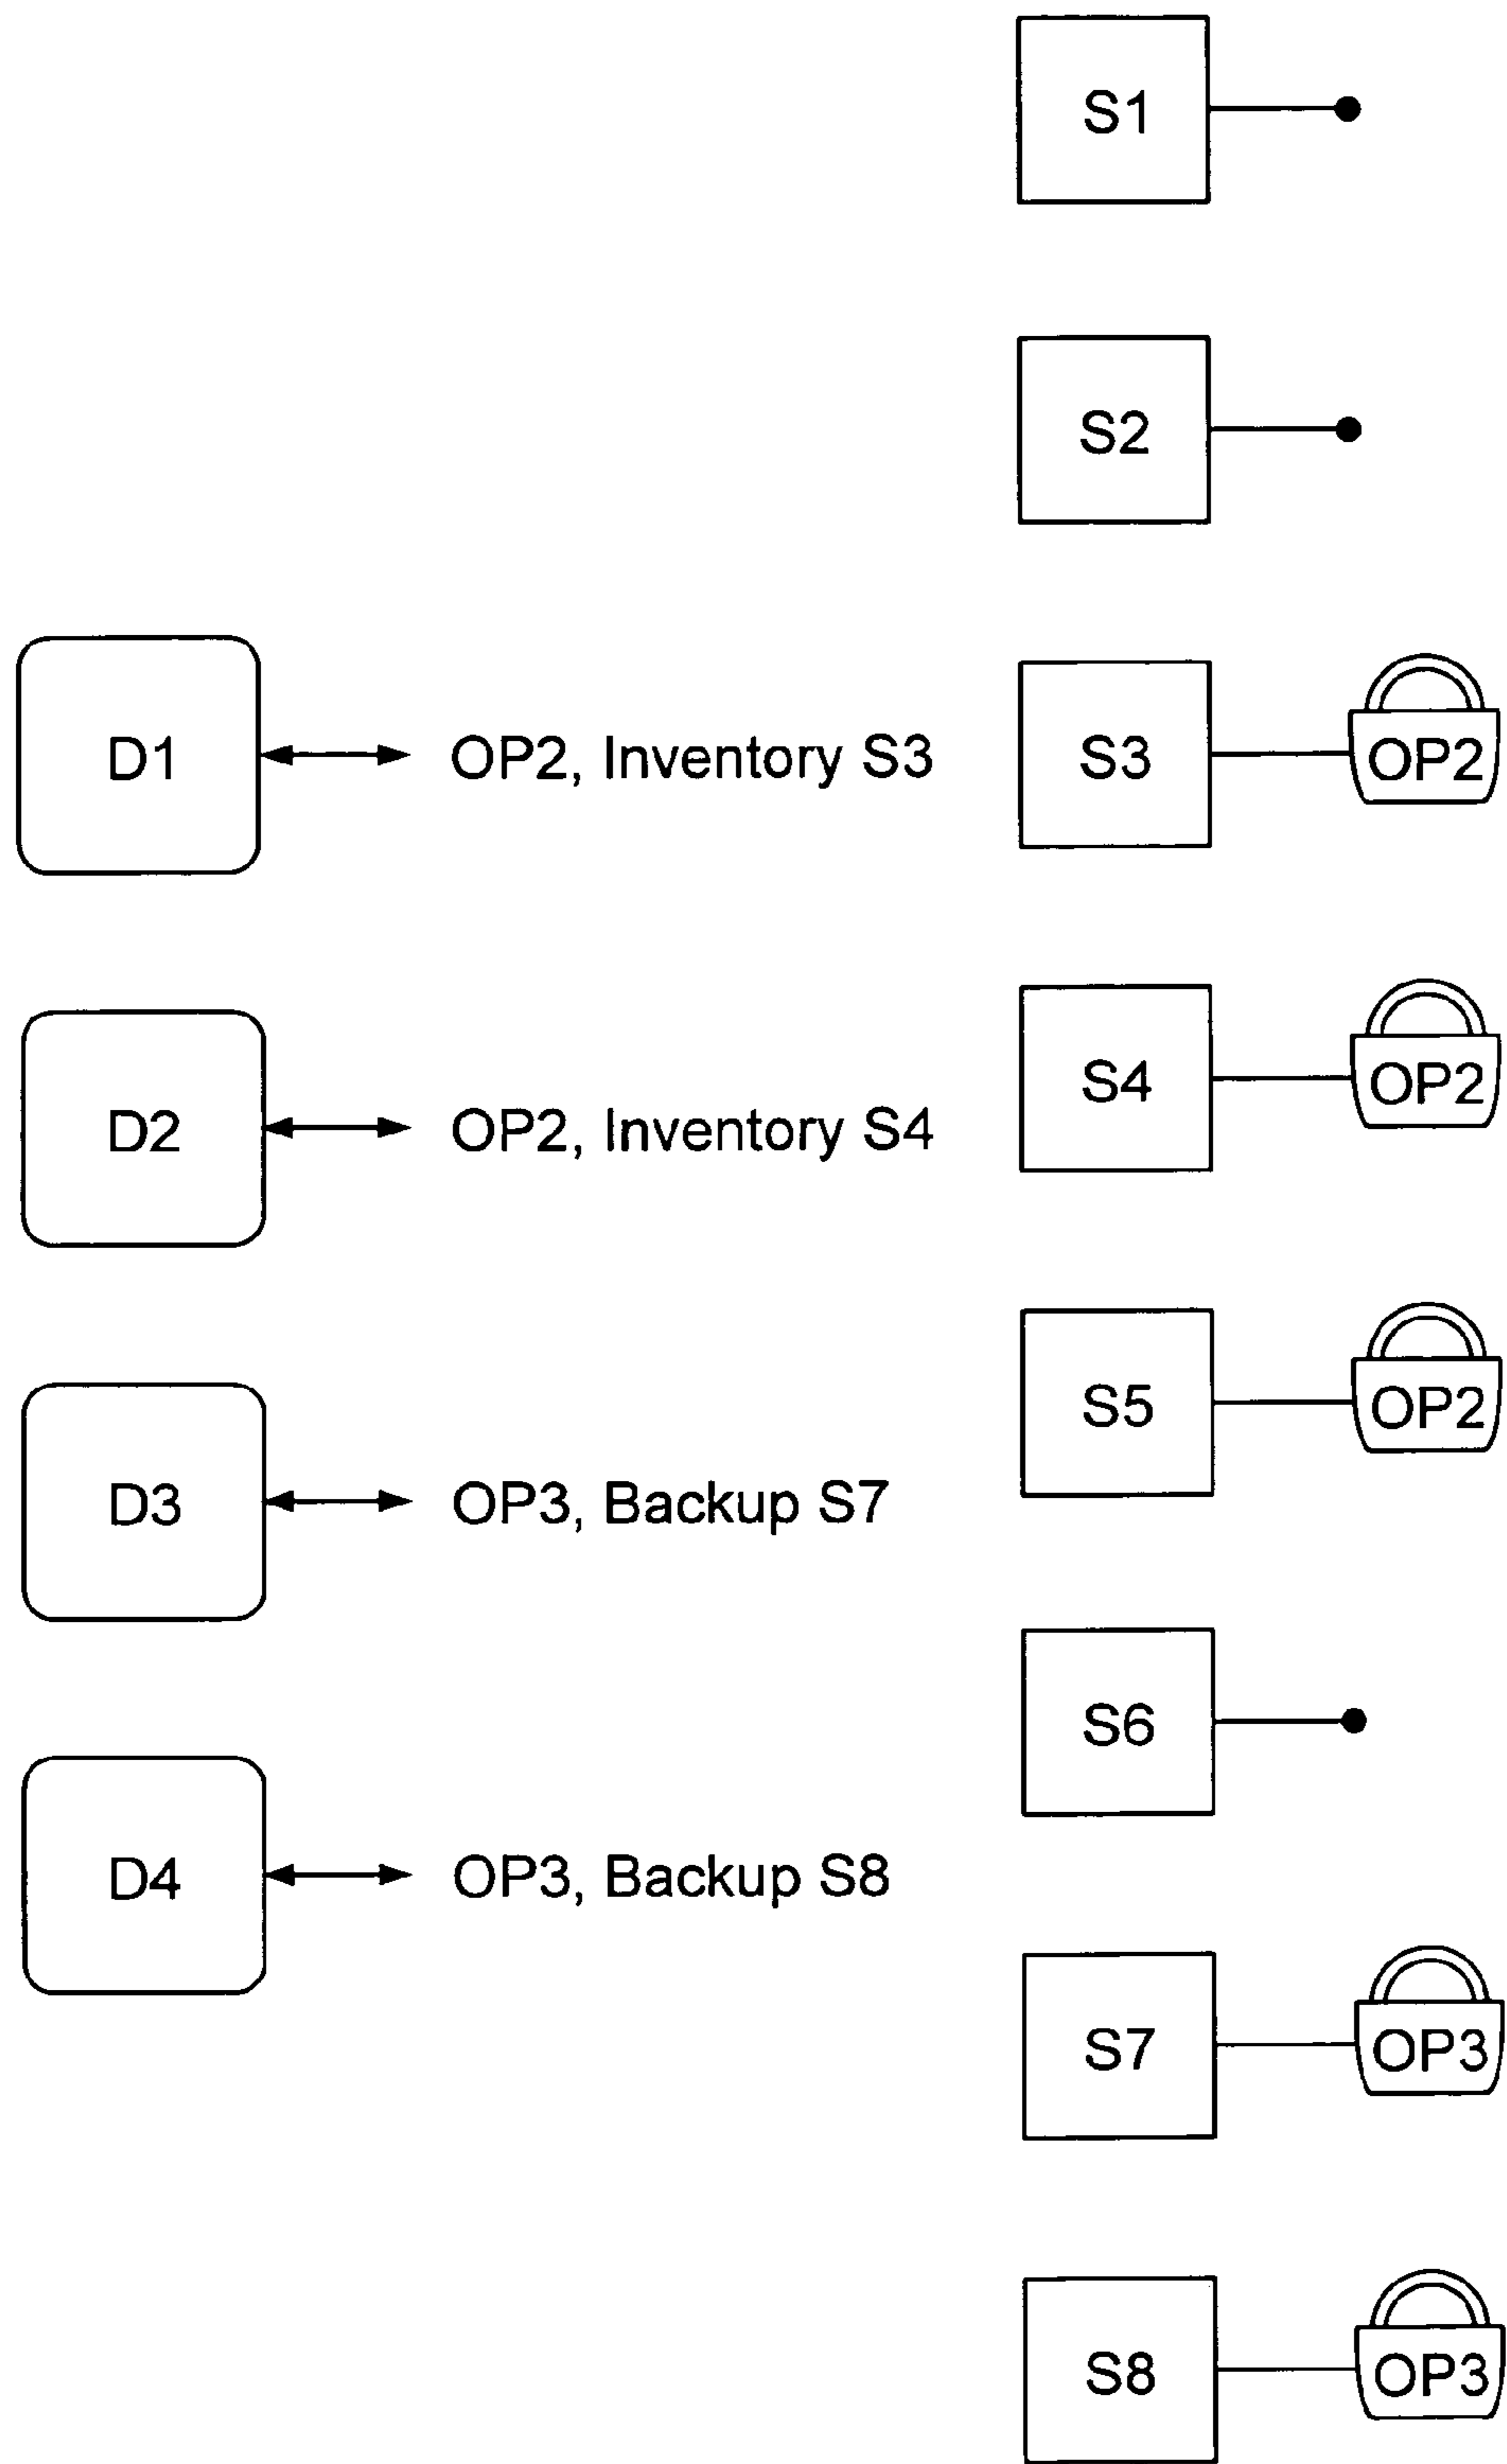 S1
S2
D1
OP2, Inventory S3
S3
OP2
D2
OP2, Inventory S4
S4
OP2
S5
OP2
D3
OP3, Backup S7
S6
D4
OP3, Backup S8
S7
OP3
S8
OP3